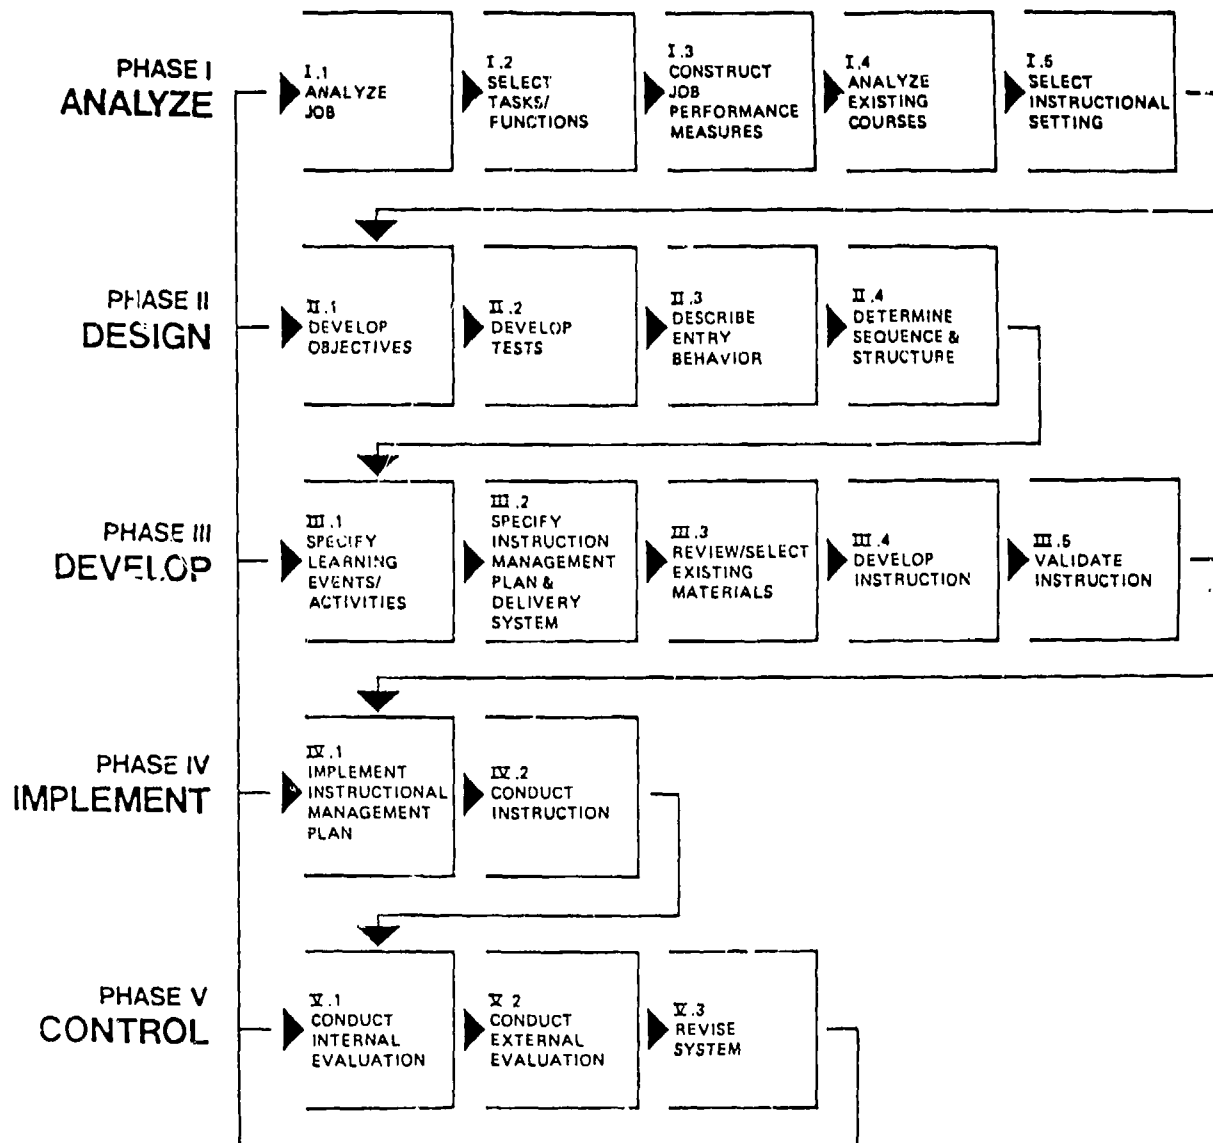 PHASE I
ANALYZE
I.1
ANALYZE
JOB
I.2
SELECT
TASKS/
FUNCTIONS
I.3
CONSTRUCT
JOB
PERFORMANCE
MEASURES
I.4
ANALYZE
EXISTING
COURSES
I.5
SELECT
INSTRUCTIONAL
SETTING
PHASE II
DESIGN
II.1
DEVELOP
OBJECTIVES
II.2
DEVELOP
TESTS
II.3
DESCRIBE
ENTRY
BEHAVIOR
II.4
DETERMINE
SEQUENCE &
STRUCTURE
PHASE III
DEVELOP
III.1
SPECIFY
LEARNING
EVENTS/
ACTIVITIES
III.2
SPECIFY
INSTRUCTION
MANAGEMENT
PLAN &
DELIVERY
SYSTEM
III.3
REVIEW/SELECT
EXISTING
MATERIALS
III.4
DEVELOP
INSTRUCTION
III.5
VALIDATE
INSTRUCTION
PHASE IV
IMPLEMENT
IV.1
IMPLEMENT
INSTRUCTIONAL
MANAGEMENT
PLAN
IV.2
CONDUCT
INSTRUCTION
PHASE V
CONTROL
V.1
CONDUCT
INTERNAL
EVALUATION
V 2
CONDUCT
EXTERNAL
EVALUATION
V.3
REVISE
SYSTEM